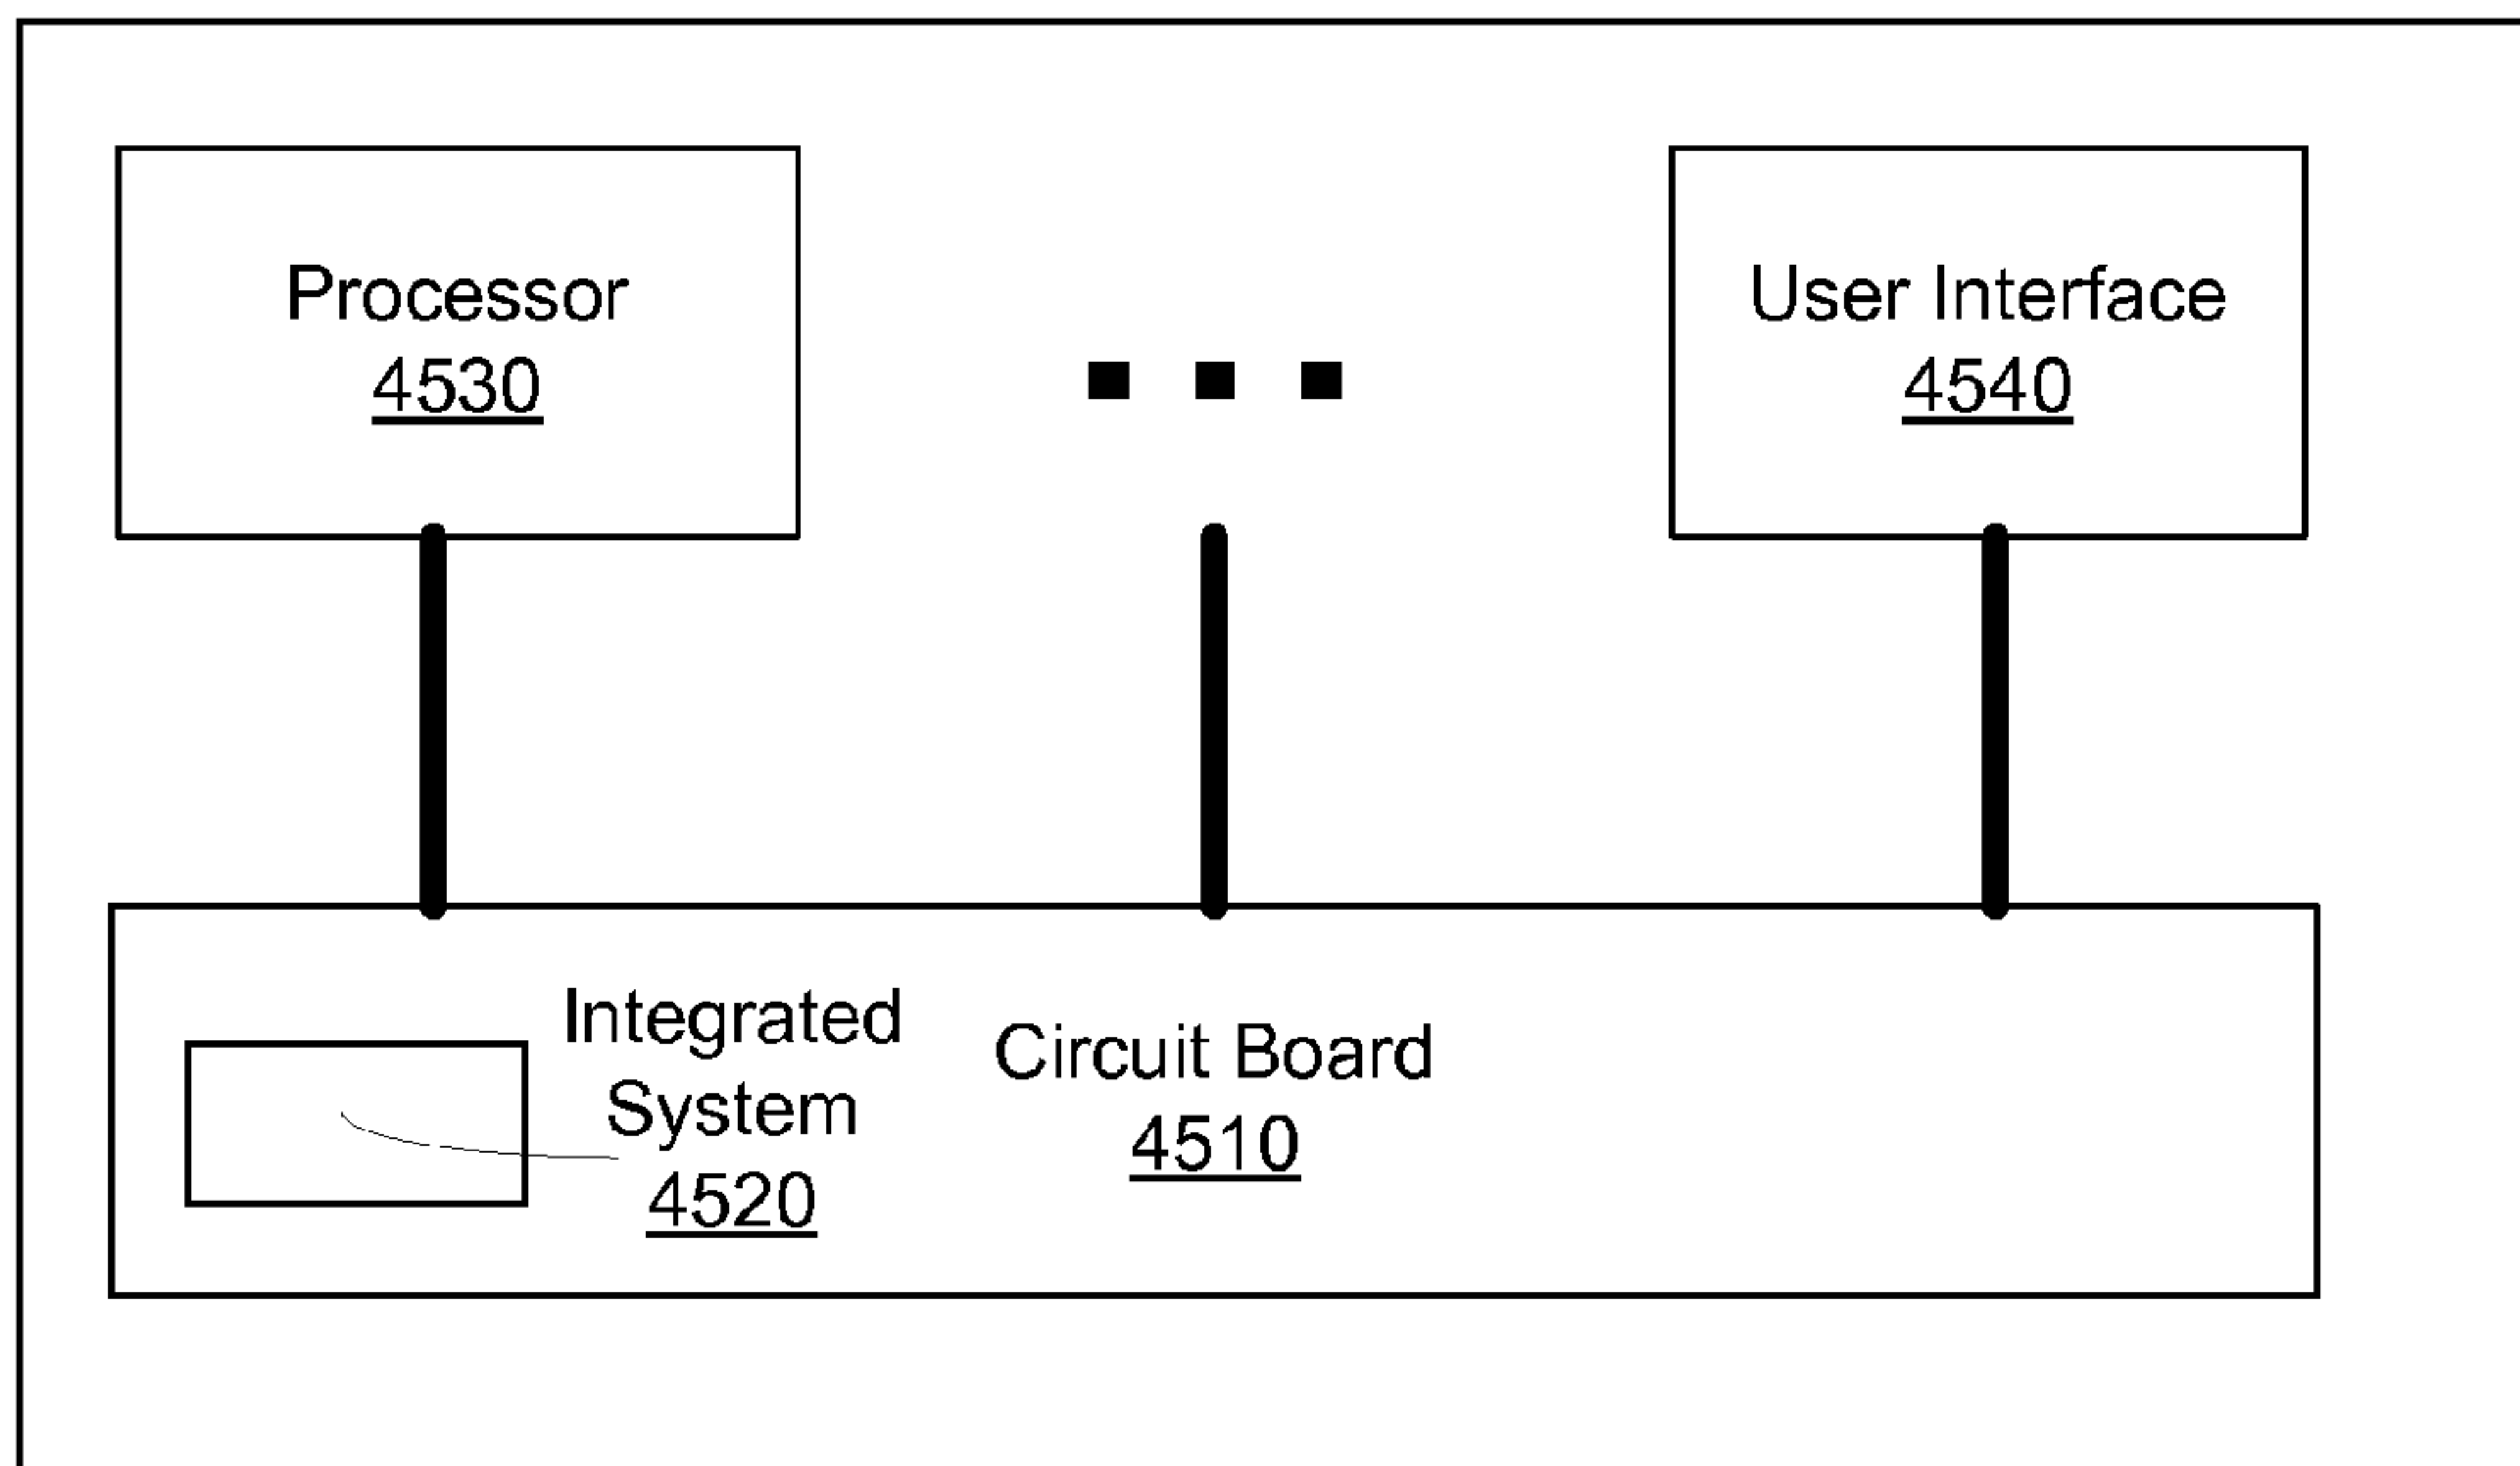 Processor
4530
User Interface
4540
Integrated
System
4520
Circuit Board
4510